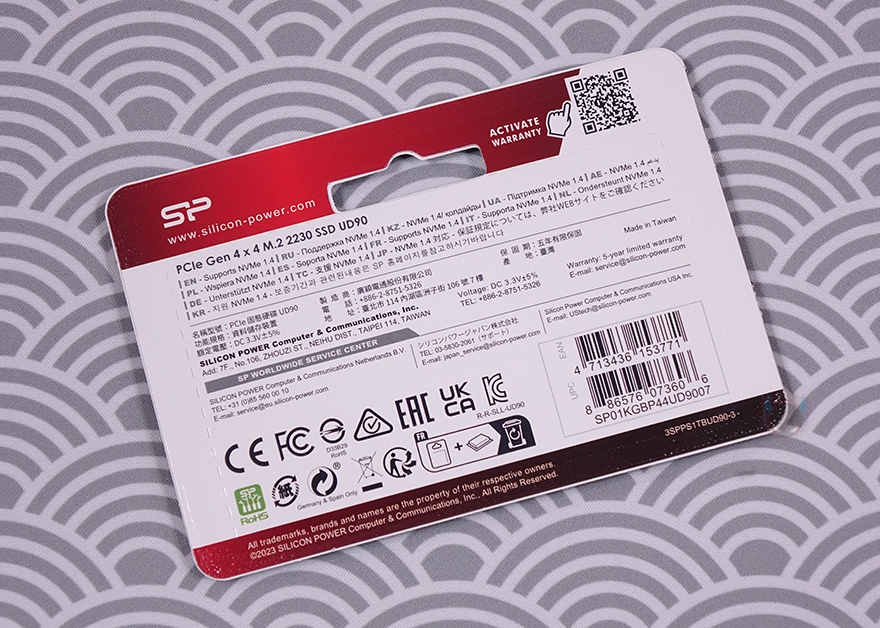 ACTIVATE
WARRANTY
SP
www.silicon-power.com
PCIe Gen 4 x 4 M.2 2230 SSD UD90
EN - Supports NVMe 1.4 | RU - Поддержка NVMe 1.4 | KZ - NVMe 1.4/ қолдайды | UA - Підтримка NVMe 1.4 | AE - NVMe 1.4
PL - Wspiera NVMe 1.4 | ES - Soporta NVMe 1.4 | FR - Supports NVMe 1.4 | IT - Supporta NVMe 1.4 | NL - Ondersteunt NVMe 1.4
DE - Unterstützt NVMe 1.4 | TC - 支援 NVMe 1.4 | JP - NVMe 1.4 対応 - 保証規定については、弊社WEBサイトをご確認ください
KR - 지원 NVMe 1.4 - 보증기간과 관련된내용은 SP 홈페이지를참고하시기바랍니다
名稱型號：PCIe 固態硬碟 UD90
功能規格：資料儲存裝置
額定電壓：DC 3.3V±5%
製造商：廣穎電通股份有限公司
電話：+886-2-8751-5326
地址：臺北市 114 內湖區洲子街 106 號 7 樓
保固期：五年有限保固
產地：臺灣
Made in Taiwan
SILICON POWER Computer & Communications, Inc.
Add: 7F., No.106, ZHOUZI ST., NEIHU DIST., TAIPEI 114, TAIWAN
Voltage: DC 3.3V±5%
TEL: +886-2-8751-5326
Warranty: 5-year limited warranty
E-mail: service@silicon-power.com
SP WORLDWIDE SERVICE CENTER
SILICON POWER Computer & Communications Netherlands B.V.
TEL: +31 (0)85 560 00 10
E-mail: service@eu.silicon-power.com
シリコンパワージャパン株式会社
TEL: 03-5830-2061（サポート）
E-mail: japan_service@silicon-power.com
Silicon Power Computer & Communications USA Inc.
E-mail: UStech@silicon-power.com
EAN
4 713436 153771
UPC
8 86576 07360 6
SP01KGBP44UD9007
CE FC
D33B29
RoHS
EAC UK CA
R-R-SLL-UD90
FR
+
3SPPS1TBUD90-3
SP
RoHS
紙
Germany & Spain Only
All trademarks, brands and names are the property of their respective owners.
©2023 SILICON POWER Computer & Communications, Inc. All Rights Reserved.